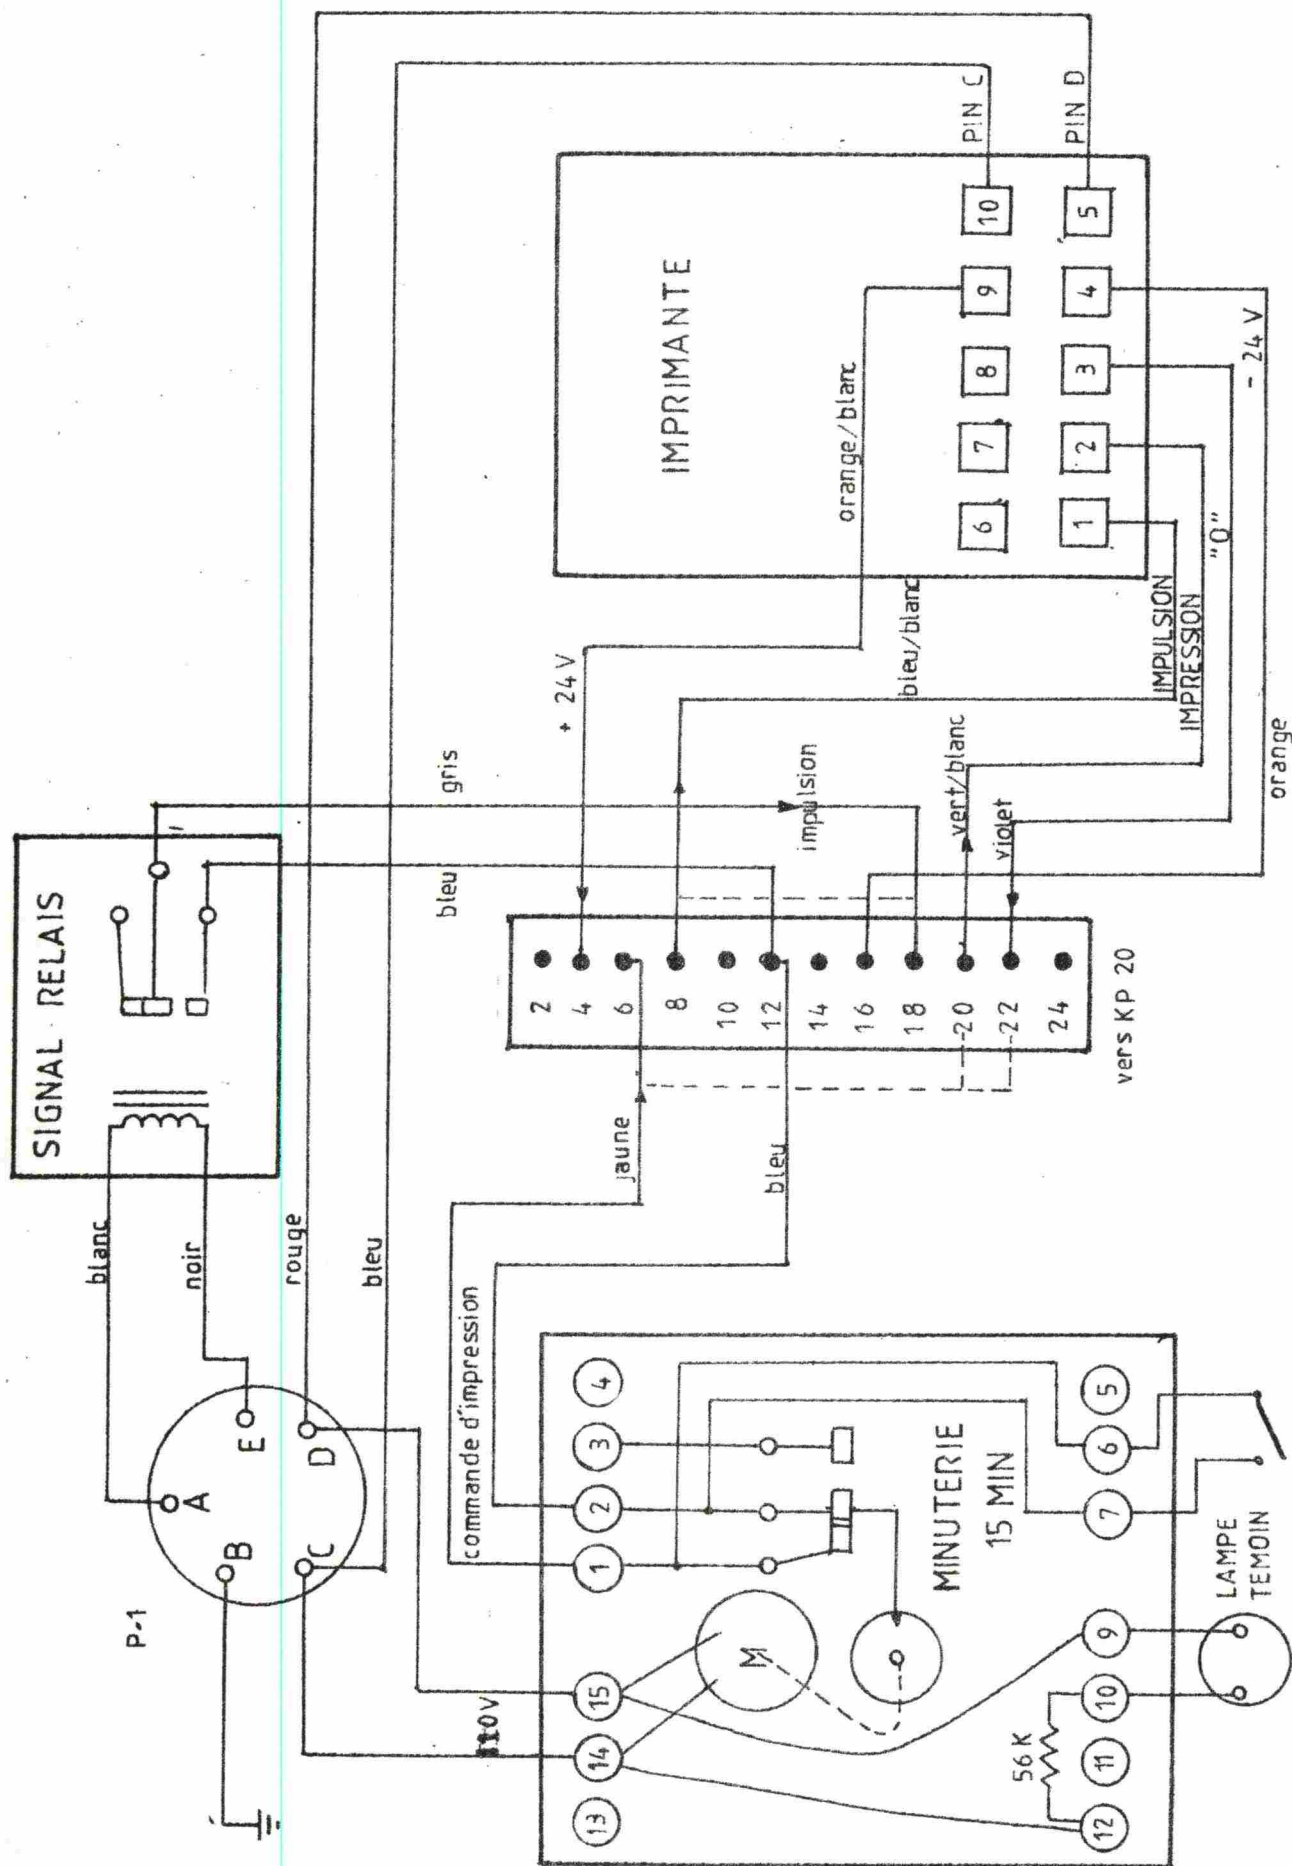 SIGNAL RELAIS
blanc
noir
rouge
bleu
gris
bleu
P-1
A
B
C
D
E
IMPRIMANTE
6
7
8
9
10
1
2
3
4
5
PIN C
PIN D
orange/blanc
+ 24 V
bleu/blanc
IMPULSION
IMPRESSION
"0"
- 24 V
orange
impulsion
vert/blanc
violet
2
4
6
8
10
12
14
16
18
20
22
24
vers KP 20
jaune
bleu
commande d'impression
110V
13
14
15
1
2
3
4
M
MINUTERIE
15 MIN
56 K
12
11
10
9
7
6
5
LAMPE
TEMOIN